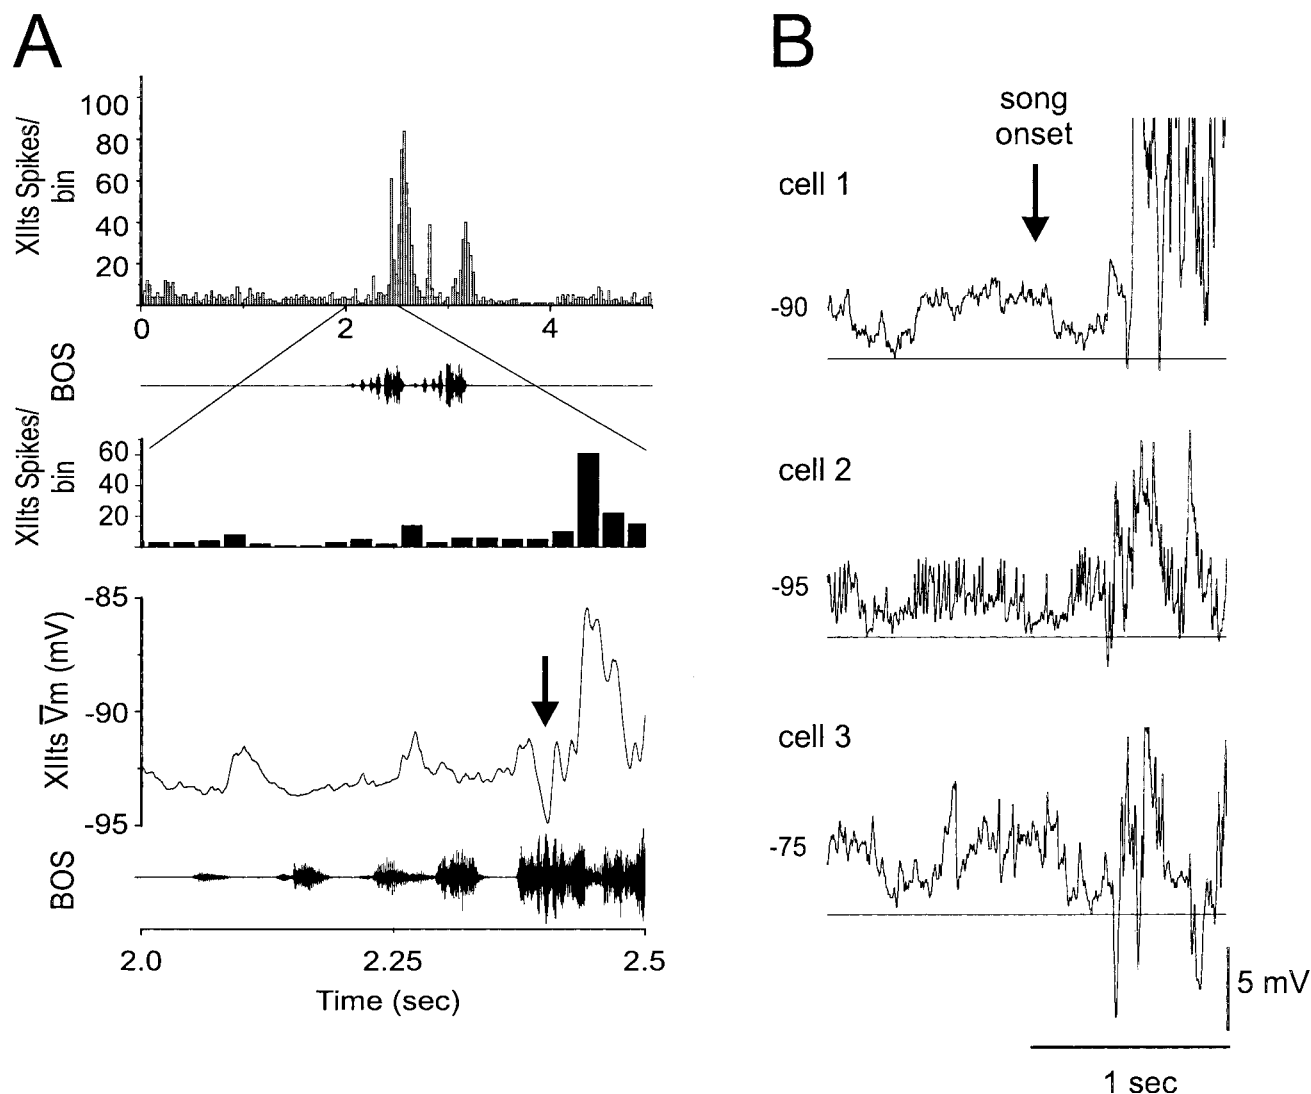 A
XIIts Spikes/
bin
100
80
60
40
20
0
2
4
BOS
XIIts Spikes/
bin
60
40
20
XIIts V̅m (mV)
-85
-90
-95
BOS
2.0
2.25
2.5
Time (sec)
B
song
onset
cell 1
-90
cell 2
-95
cell 3
-75
5 mV
1 sec